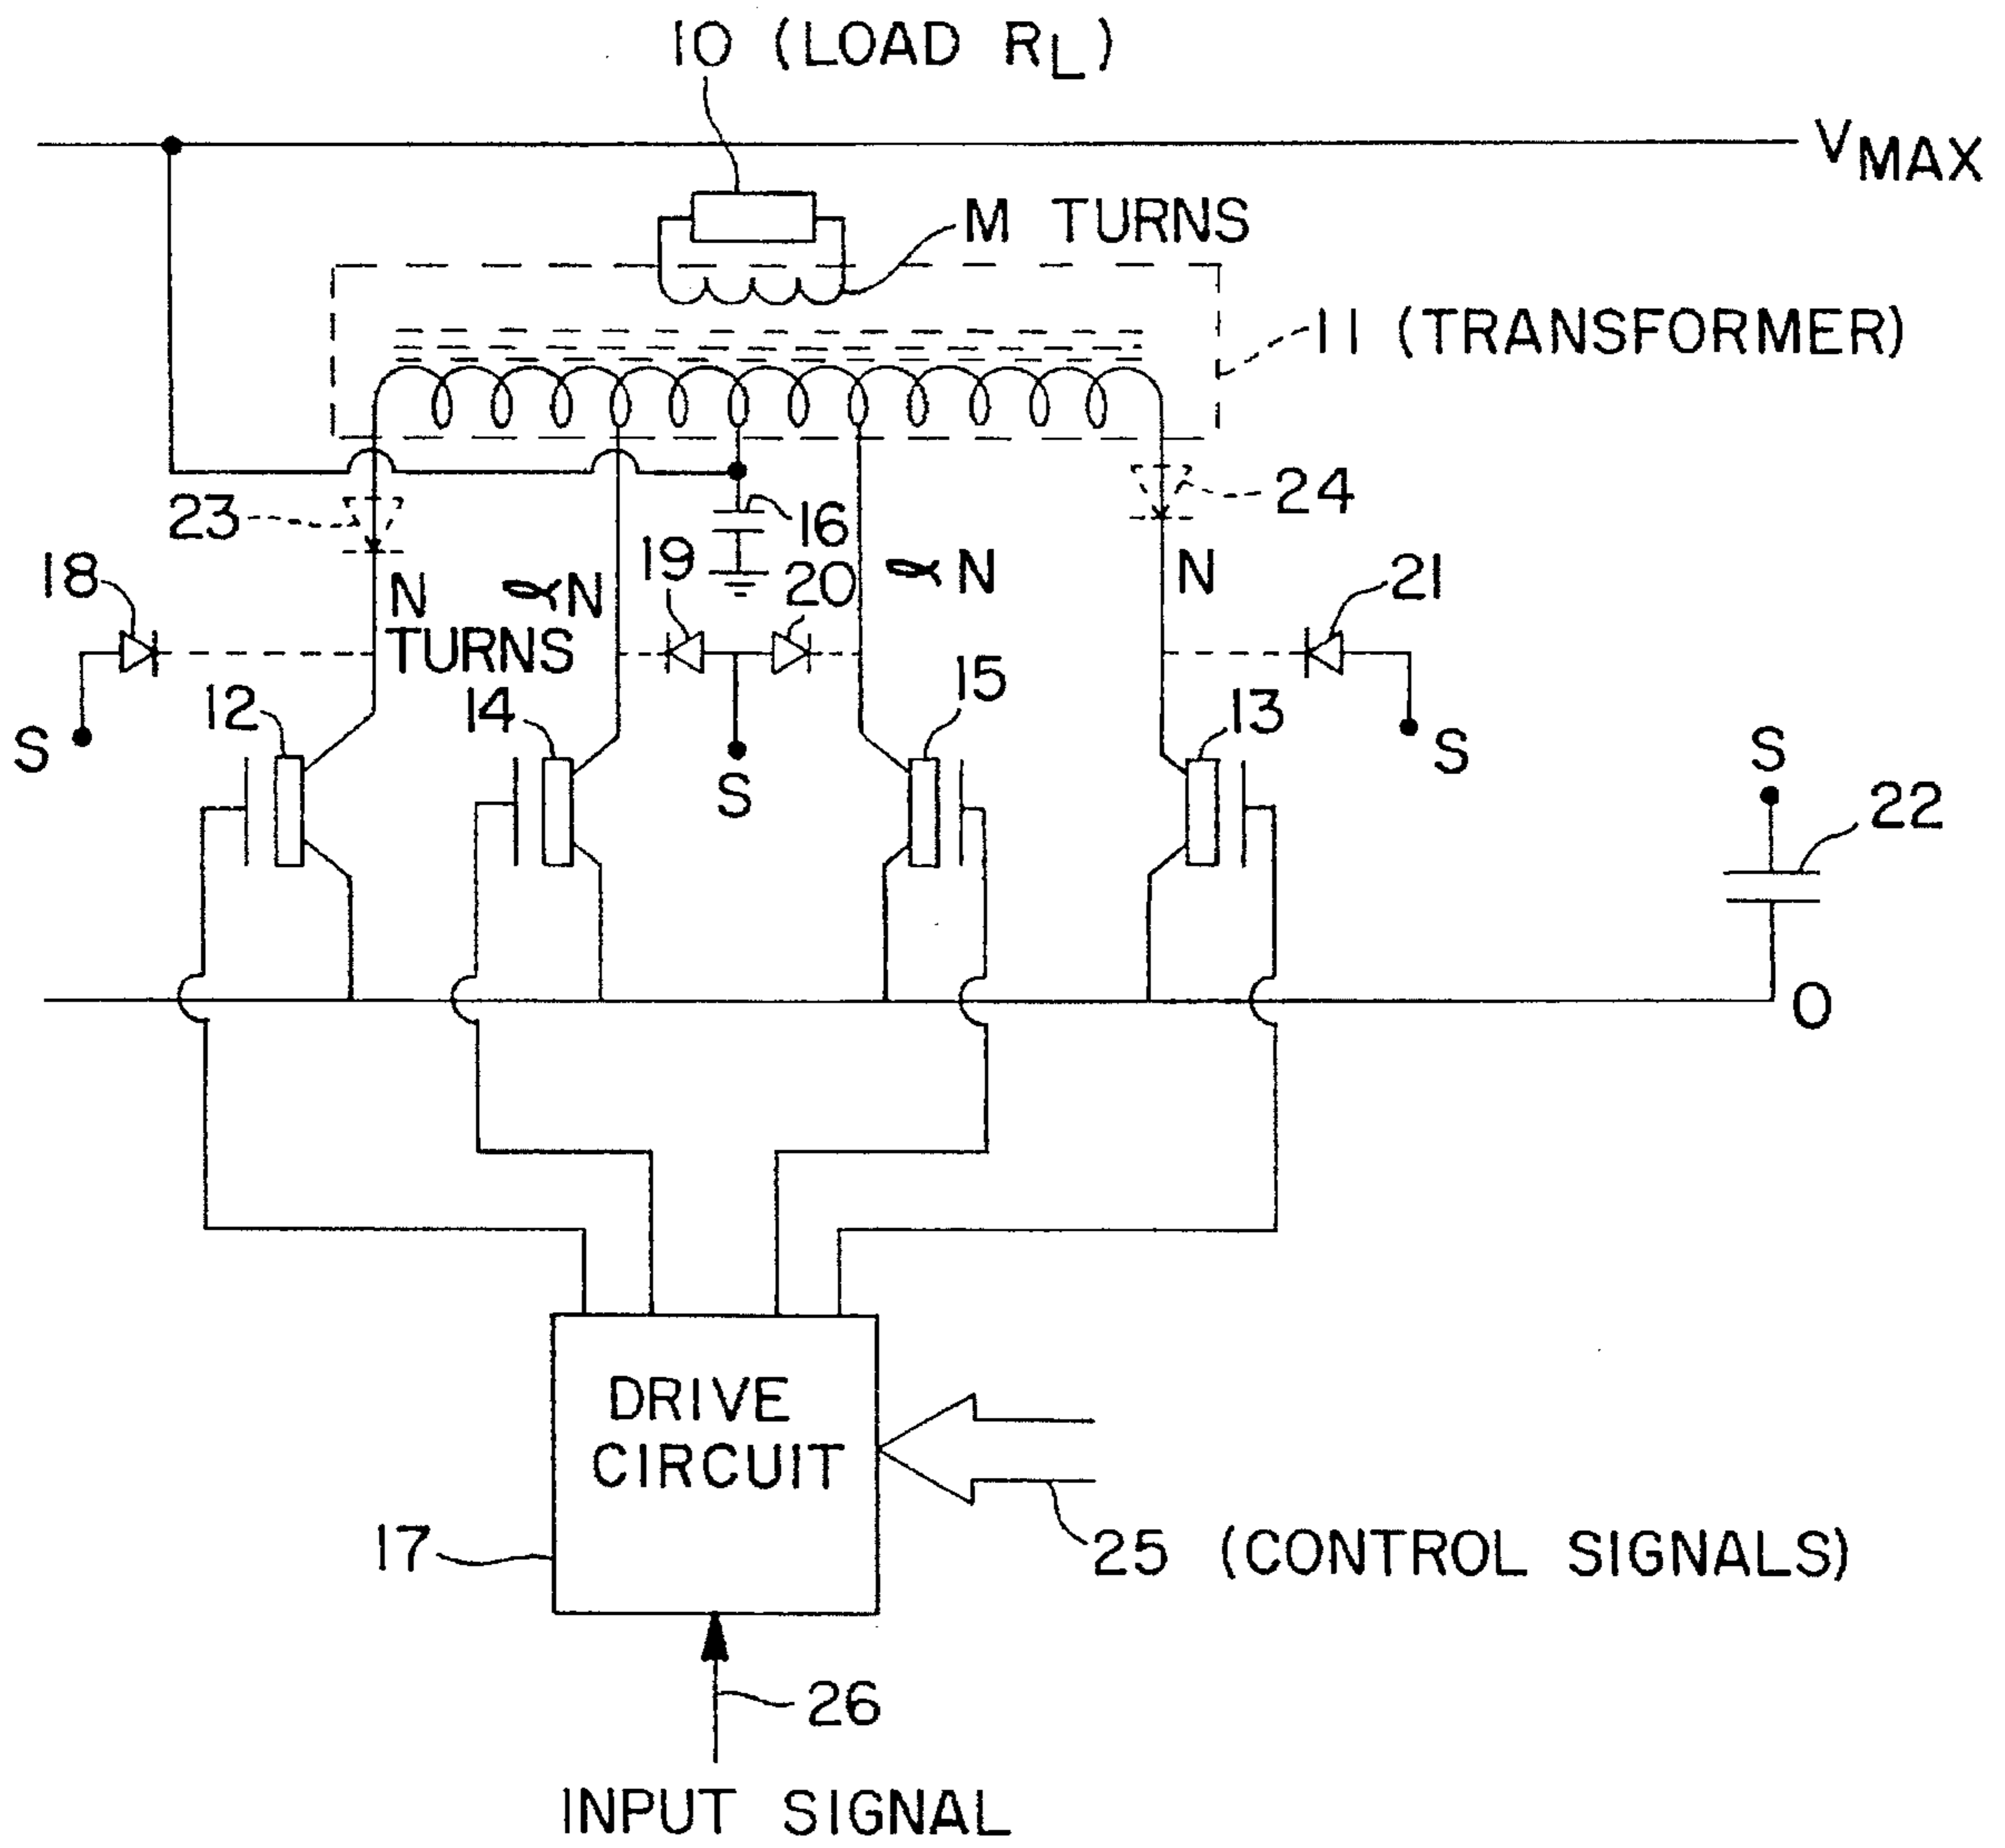 10 (LOAD RL)
VMAX
M TURNS
11 (TRANSFORMER)
23
24
16
18
19
20
21
N
TURNS
αN
αN
N
12
14
15
13
S
S
S
S
22
O
DRIVE
CIRCUIT
17
25 (CONTROL SIGNALS)
26
INPUT SIGNAL